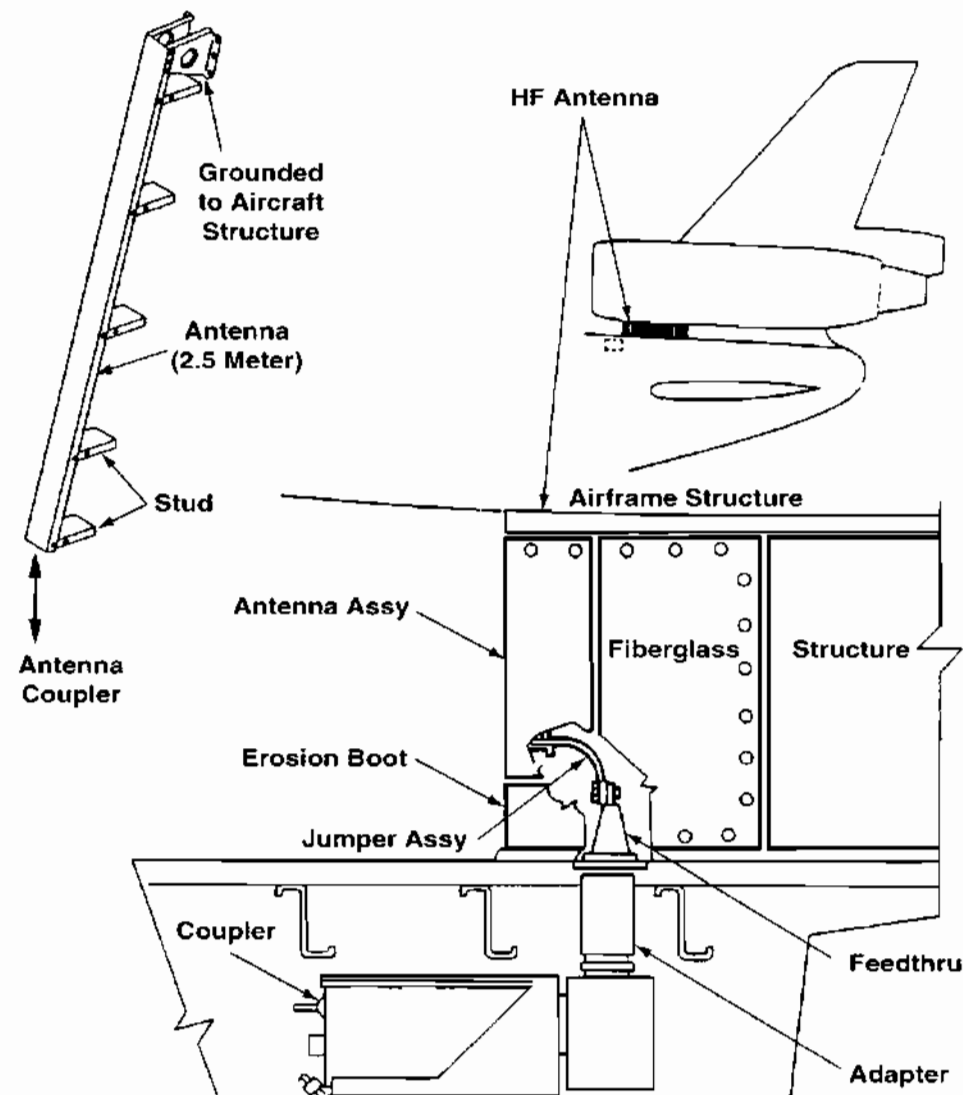 HF Antenna
Grounded
to Aircraft
Structure
Antenna
(2.5 Meter)
Stud
Airframe Structure
Antenna Assy
Fiberglass
Structure
Antenna
Coupler
Erosion Boot
Jumper Assy
Coupler
Feedthru
Adapter